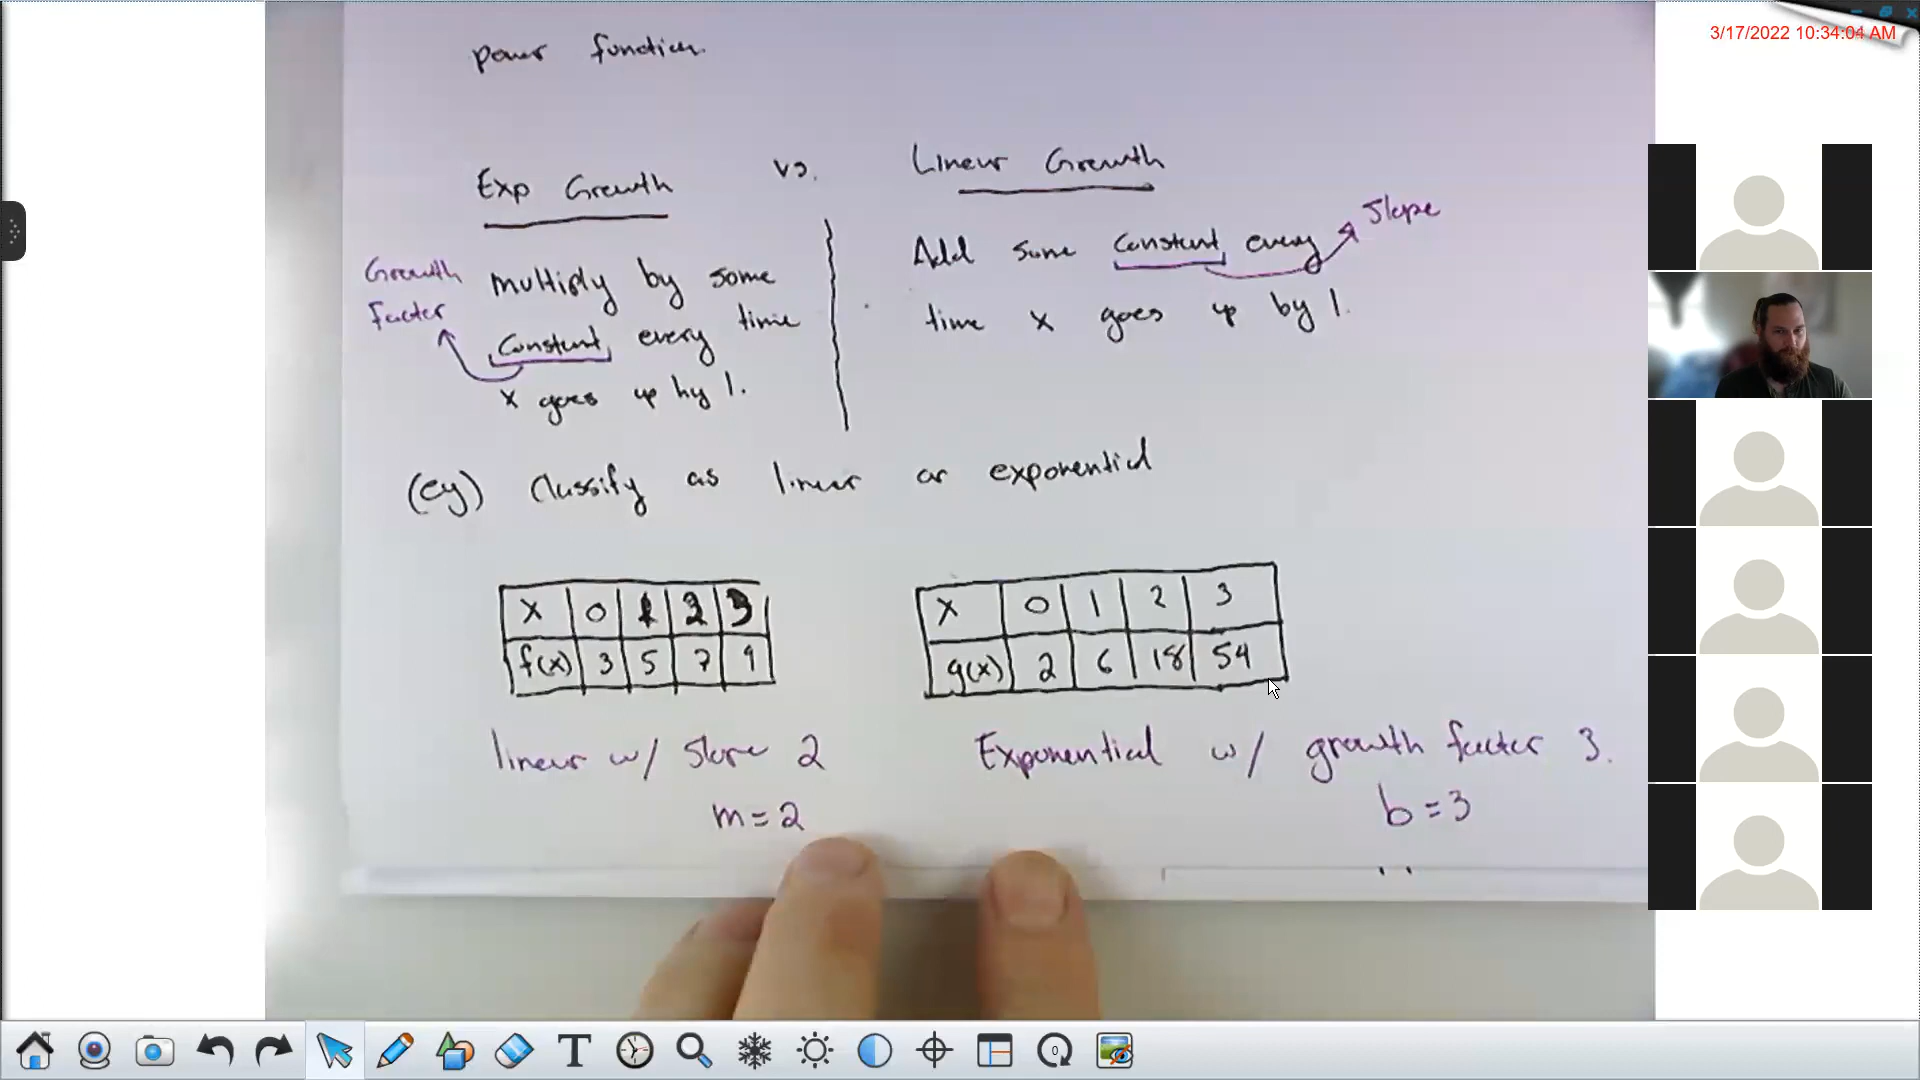 3/17/2022 10:34:04 AM
power function.
Exp Growth vs. Linear Growth
Growth
Factor
multiply by some
constant every time
x goes up by 1.
Slope
Add some constant every
time x goes up by 1.
(eg) Classify as linear or exponential
x 0 1 2 3
f(x) 3 5 7 9
x 0 1 2 3
g(x) 2 6 18 54
linear w/ slope 2
m = 2
Exponential w/ growth factor 3.
b = 3
T
0